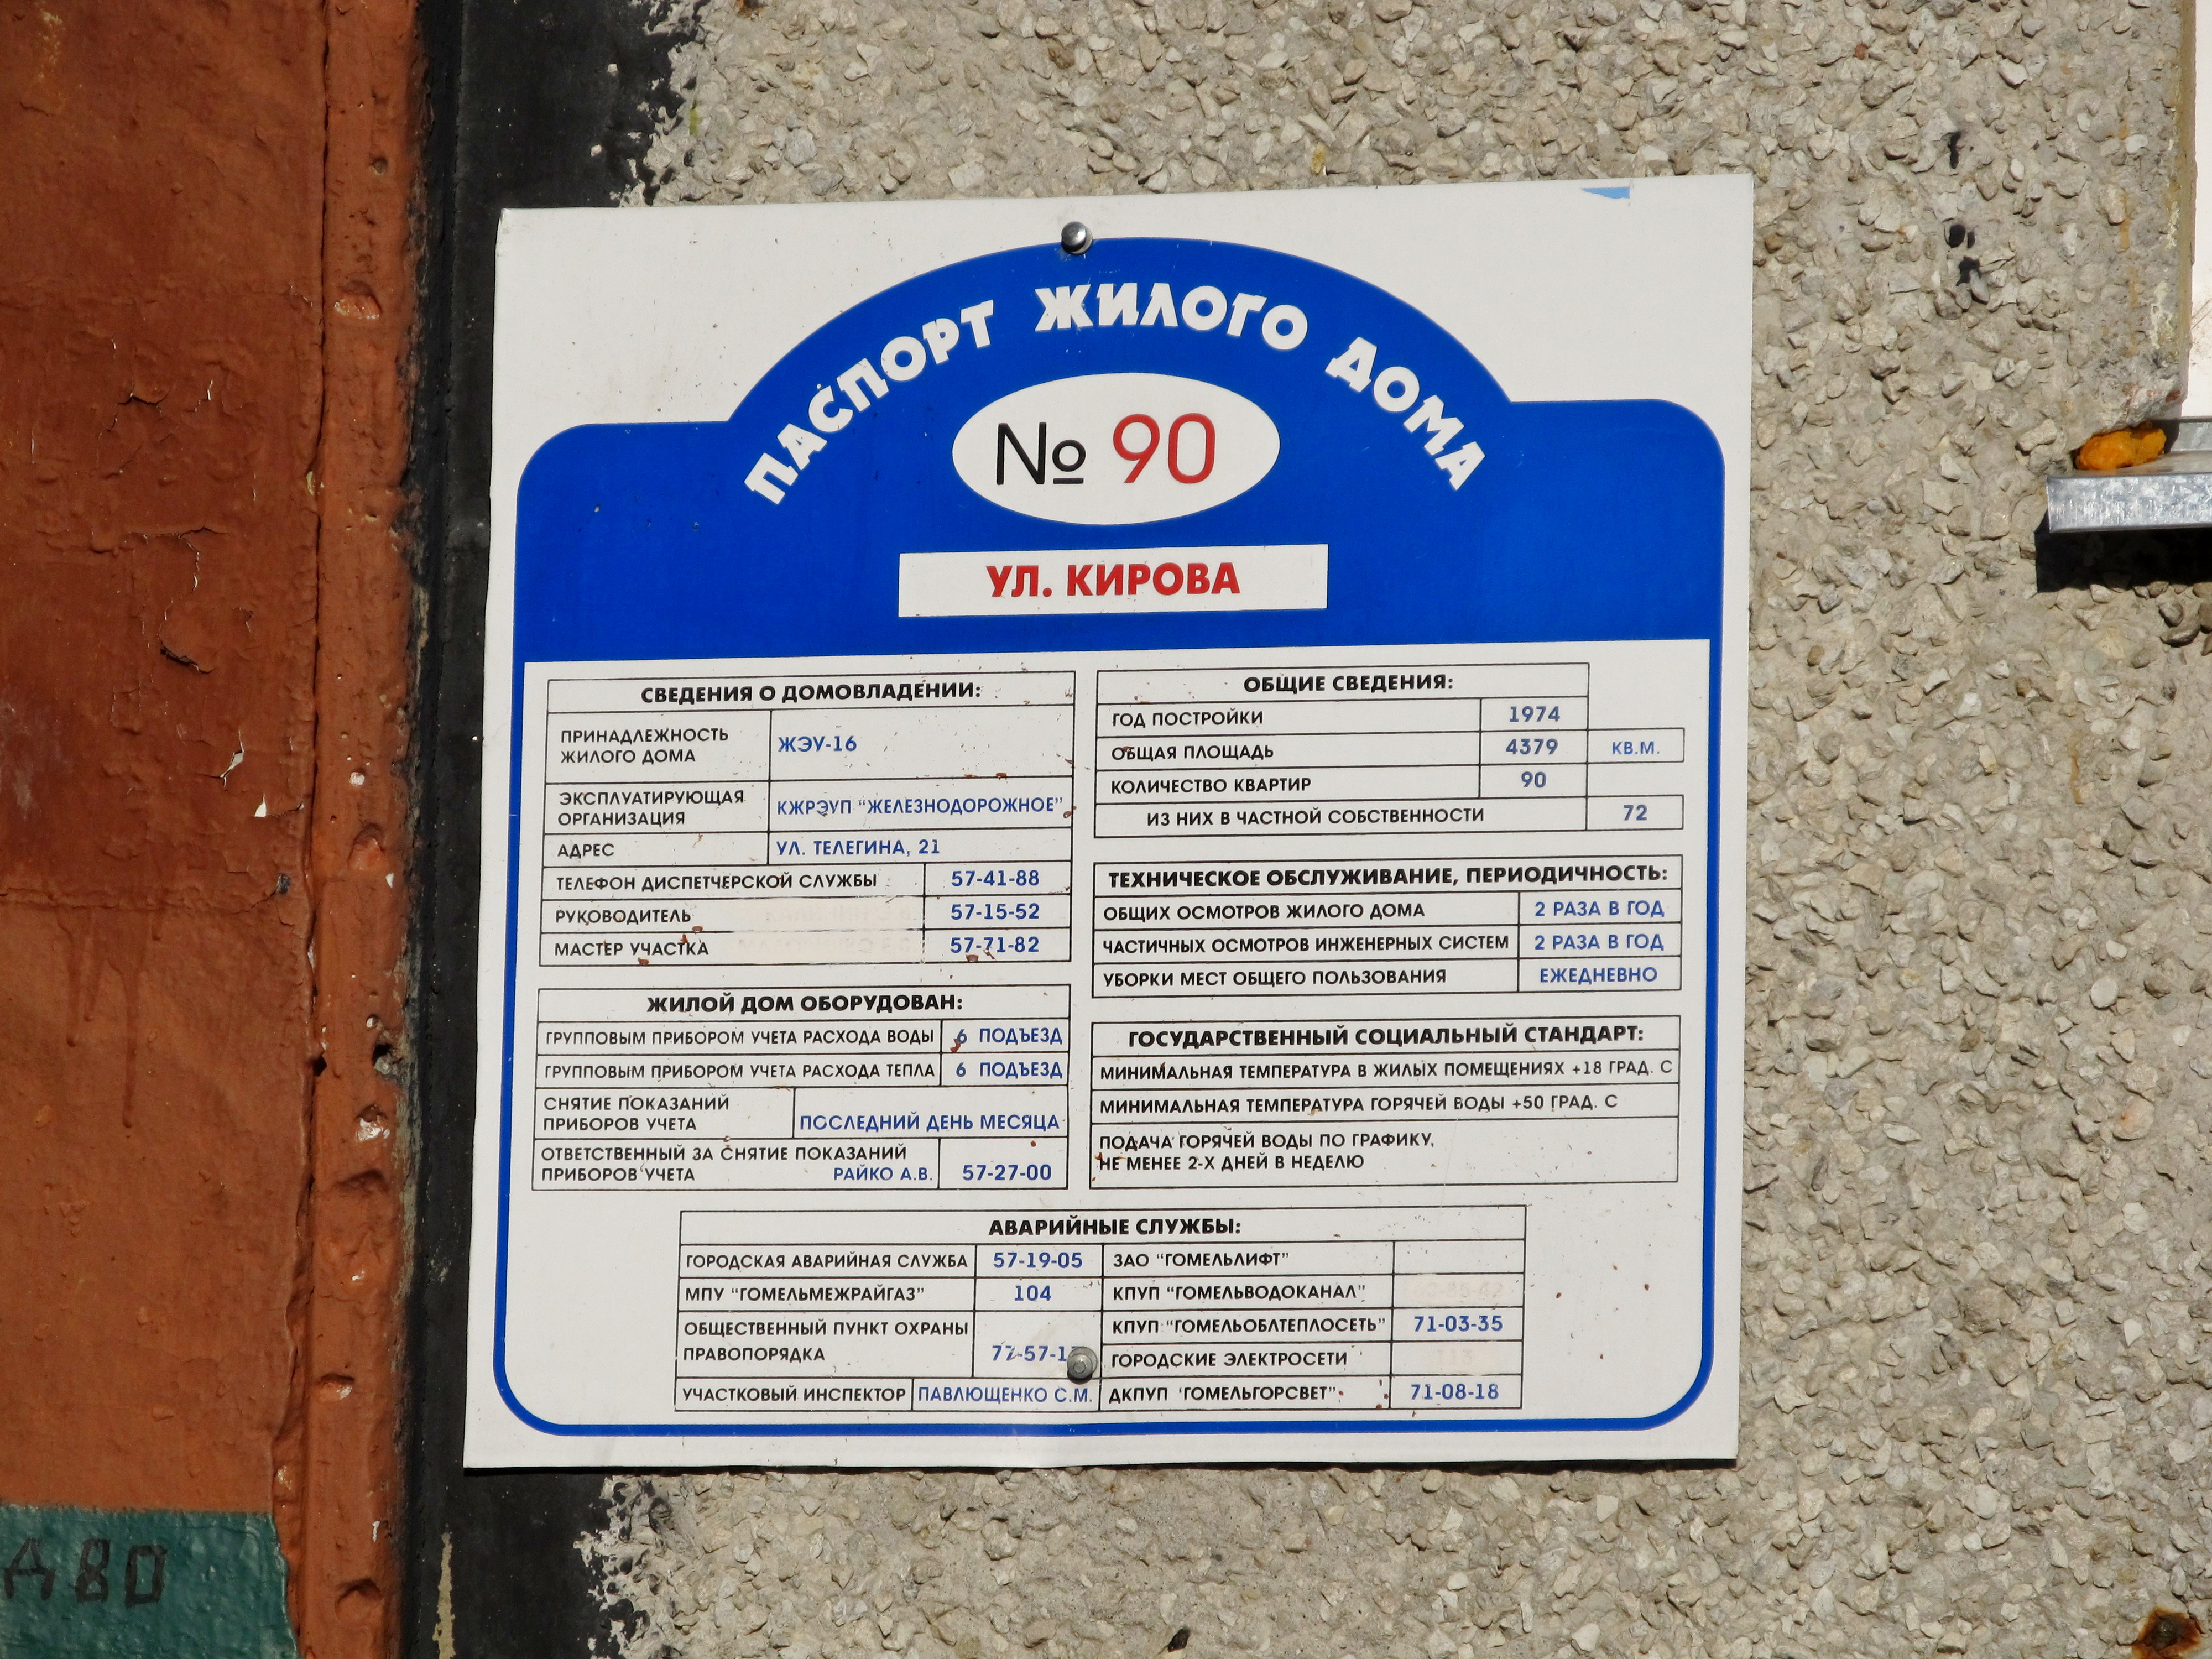 ПАСПОРТ ЖИЛОГО ДОМА
№ 90
УЛ. КИРОВА
СВЕДЕНИЯ О ДОМОВЛАДЕНИИ:
ПРИНАДЛЕЖНОСТЬ
ЖИЛОГО ДОМА
ЖЭУ-16
ЭКСПЛУАТИРУЮЩАЯ
ОРГАНИЗАЦИЯ
КЖРЭУП "ЖЕЛЕЗНОДОРОЖНОЕ"
АДРЕС УЛ. ТЕЛЕГИНА, 21
ТЕЛЕФОН ДИСПЕТЧЕРСКОЙ СЛУЖБЫ 57-41-88
РУКОВОДИТЕЛЬ 57-15-52
МАСТЕР УЧАСТКА 57-71-82
ЖИЛОЙ ДОМ ОБОРУДОВАН:
ГРУППОВЫМ ПРИБОРОМ УЧЕТА РАСХОДА ВОДЫ 6 ПОДЪЕЗД
ГРУППОВЫМ ПРИБОРОМ УЧЕТА РАСХОДА ТЕПЛА 6 ПОДЪЕЗД
СНЯТИЕ ПОКАЗАНИЙ
ПРИБОРОВ УЧЕТА ПОСЛЕДНИЙ ДЕНЬ МЕСЯЦА
ОТВЕТСТВЕННЫЙ ЗА СНЯТИЕ ПОКАЗАНИЙ
ПРИБОРОВ УЧЕТА РАЙКО А.В. 57-27-00
ОБЩИЕ СВЕДЕНИЯ:
ГОД ПОСТРОЙКИ 1974
ОБЩАЯ ПЛОЩАДЬ 4379 КВ.М.
КОЛИЧЕСТВО КВАРТИР 90
ИЗ НИХ В ЧАСТНОЙ СОБСТВЕННОСТИ 72
ТЕХНИЧЕСКОЕ ОБСЛУЖИВАНИЕ, ПЕРИОДИЧНОСТЬ:
ОБЩИХ ОСМОТРОВ ЖИЛОГО ДОМА 2 РАЗА В ГОД
ЧАСТИЧНЫХ ОСМОТРОВ ИНЖЕНЕРНЫХ СИСТЕМ 2 РАЗА В ГОД
УБОРКИ МЕСТ ОБЩЕГО ПОЛЬЗОВАНИЯ ЕЖЕДНЕВНО
ГОСУДАРСТВЕННЫЙ СОЦИАЛЬНЫЙ СТАНДАРТ:
МИНИМАЛЬНАЯ ТЕМПЕРАТУРА В ЖИЛЫХ ПОМЕЩЕНИЯХ +18 ГРАД. С
МИНИМАЛЬНАЯ ТЕМПЕРАТУРА ГОРЯЧЕЙ ВОДЫ +50 ГРАД. С
ПОДАЧА ГОРЯЧЕЙ ВОДЫ ПО ГРАФИКУ,
НЕ МЕНЕЕ 2-Х ДНЕЙ В НЕДЕЛЮ
АВАРИЙНЫЕ СЛУЖБЫ:
ГОРОДСКАЯ АВАРИЙНАЯ СЛУЖБА 57-19-05
МПУ "ГОМЕЛЬМЕЖРАЙГАЗ" 104
ОБЩЕСТВЕННЫЙ ПУНКТ ОХРАНЫ
ПРАВОПОРЯДКА
УЧАСТКОВЫЙ ИНСПЕКТОР ПАВЛЮЩЕНКО С.М.
ЗАО "ГОМЕЛЬЛИФТ"
КПУП "ГОМЕЛЬВОДОКАНАЛ"
КПУП "ГОМЕЛЬОБЛТЕПЛОСЕТЬ" 71-03-35
ГОРОДСКИЕ ЭЛЕКТРОСЕТИ
ДКПУП "ГОМЕЛЬГОРСВЕТ" 71-08-18
Д80